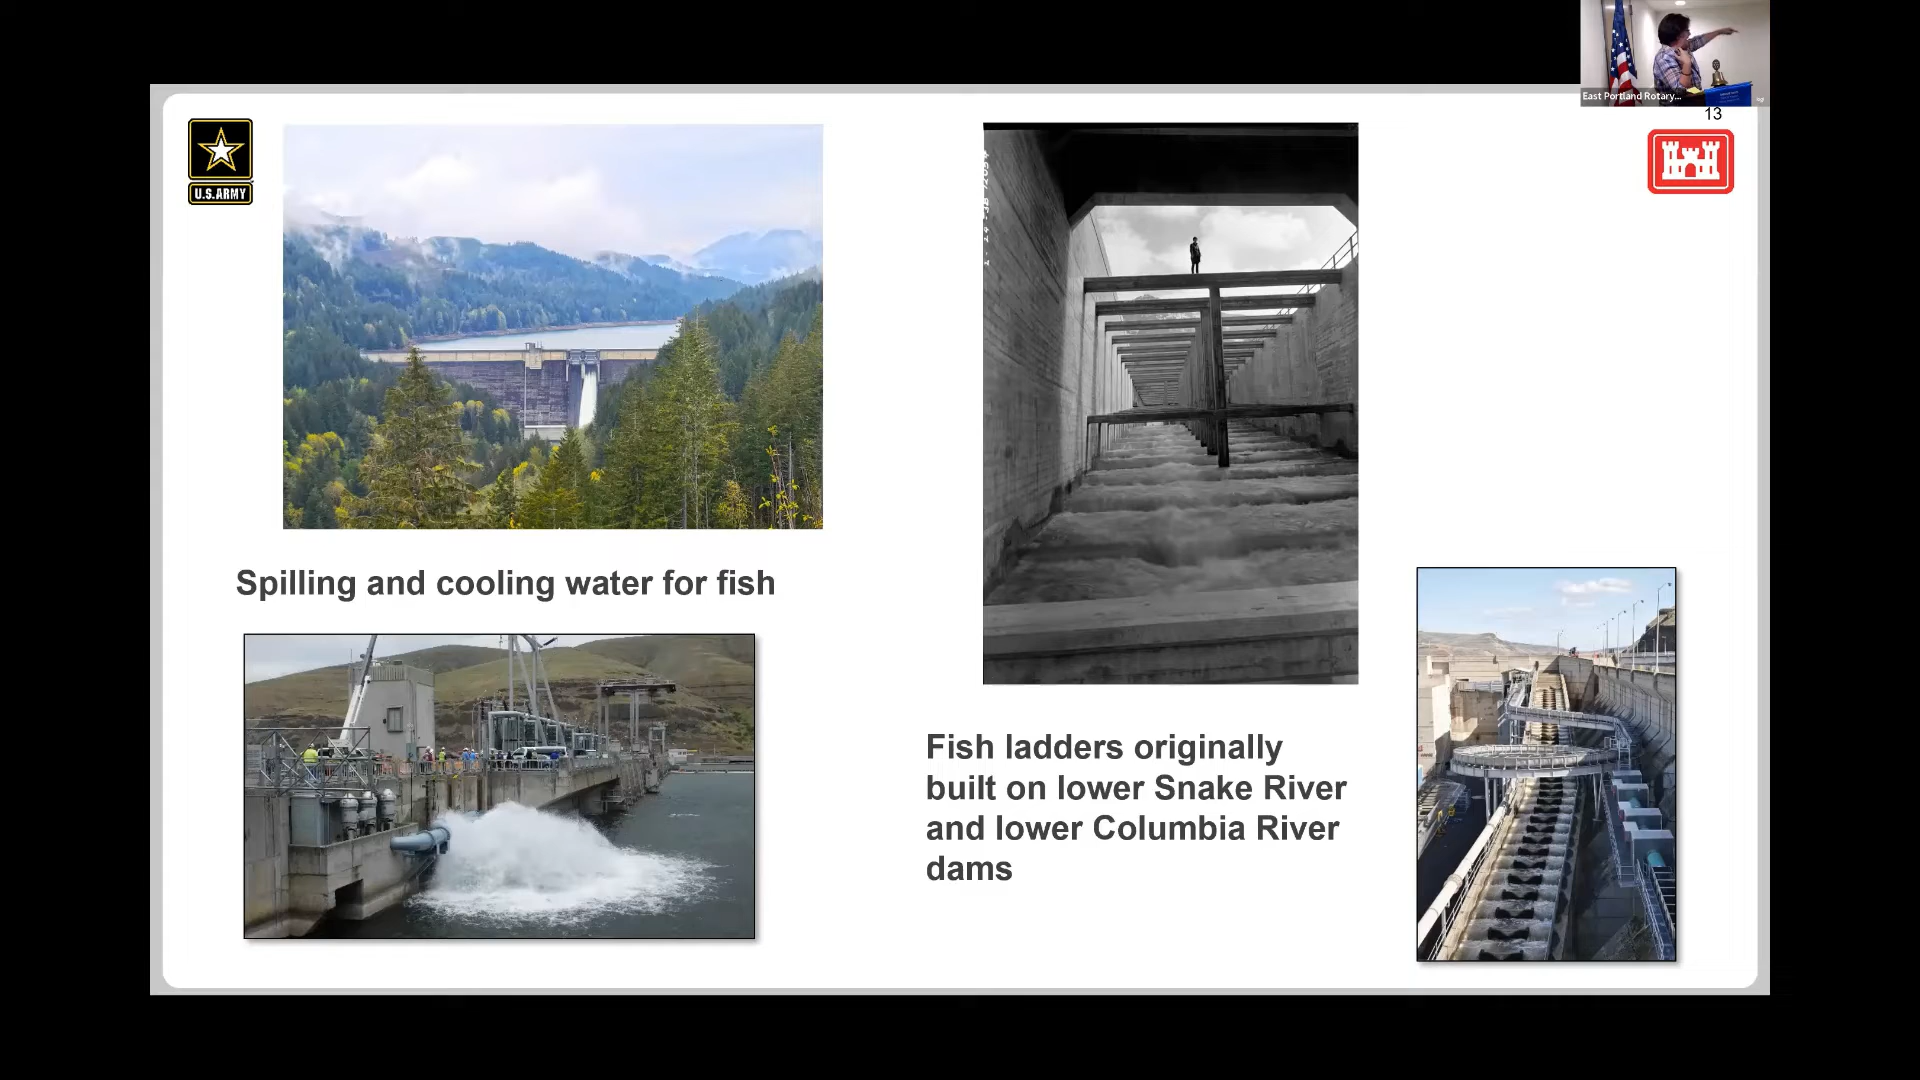 East Portland Rotary...
13
U.S.ARMY
Spilling and cooling water for fish
Fish ladders originally
built on lower Snake River
and lower Columbia River
dams